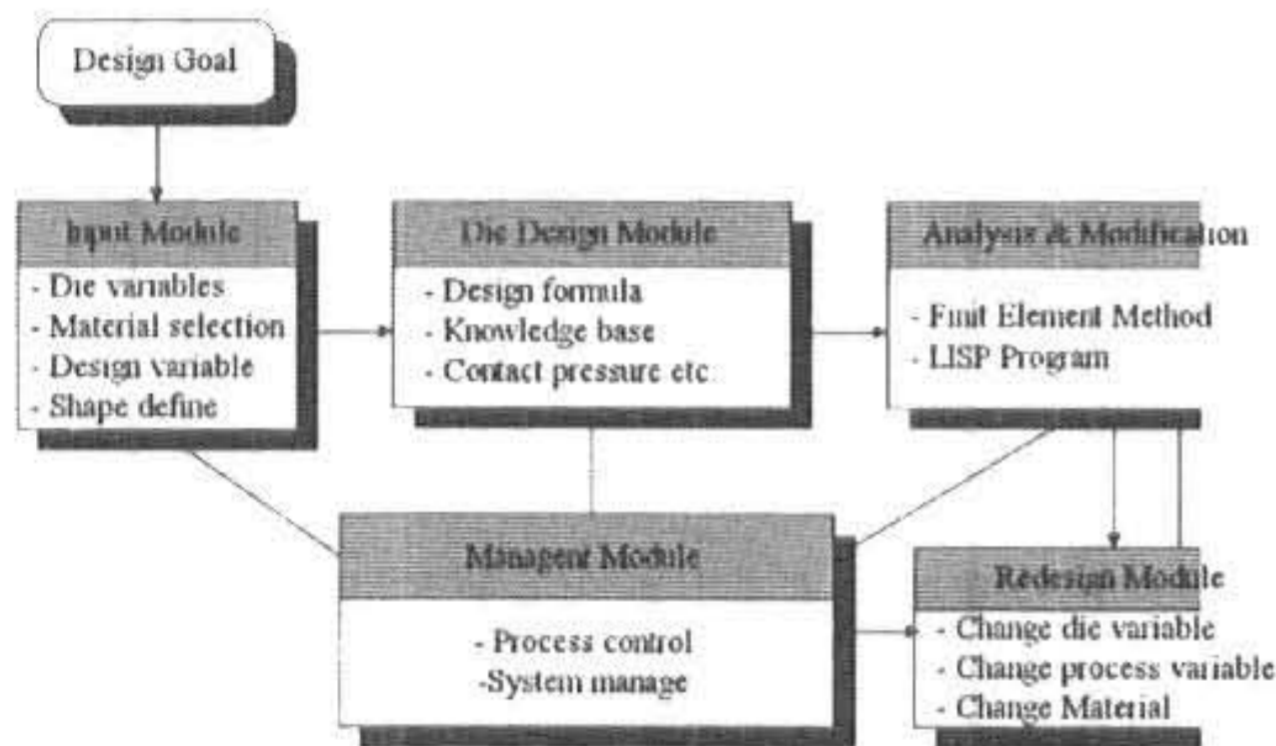 Design Goal
Input Module
- Die variables
- Material selection
- Design variable
- Shape define
Die Design Module
- Design formula
- Knowledge base
- Contact pressure etc
Analysis & Modification
- Finit Element Method
- LISP Program
Managent Module
- Process control
-System manage
Redesign Module
- Change die variable
- Change process variable
- Change Material